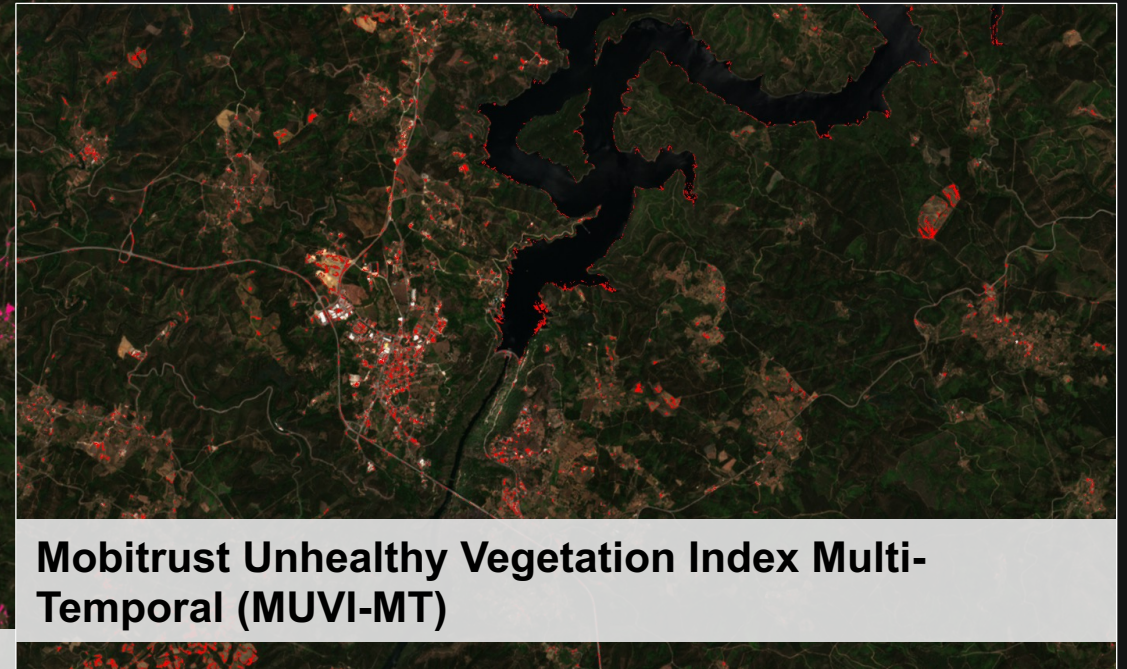 Mobitrust Unhealthy Vegetation Index Multi-
Temporal (MUVI-MT)